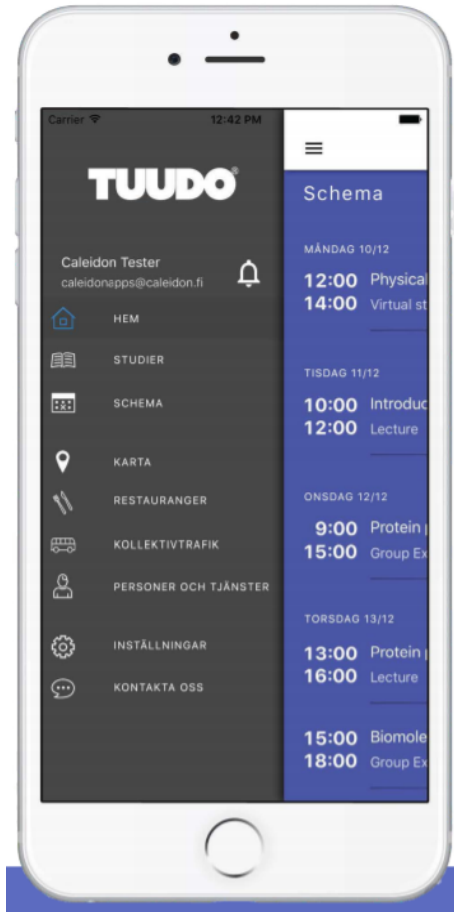 Carrier 12:42 PM
TUUDO®
Caleidon Tester
caleidonapps@caleidon.fi
HEM
STUDIER
SCHEMA
KARTA
RESTAURANGER
KOLLEKTIVTRAFIK
PERSONER OCH TJÄNSTER
INSTÄLLNINGAR
KONTAKTA OSS
Schema
MÅNDAG 10/12
12:00 Physical
14:00 Virtual st
TISDAG 11/12
10:00 Introduc
12:00 Lecture
ONSDAG 12/12
9:00 Protein p
15:00 Group Ex
TORSDAG 13/12
13:00 Protein p
16:00 Lecture
15:00 Biomole
18:00 Group Ex